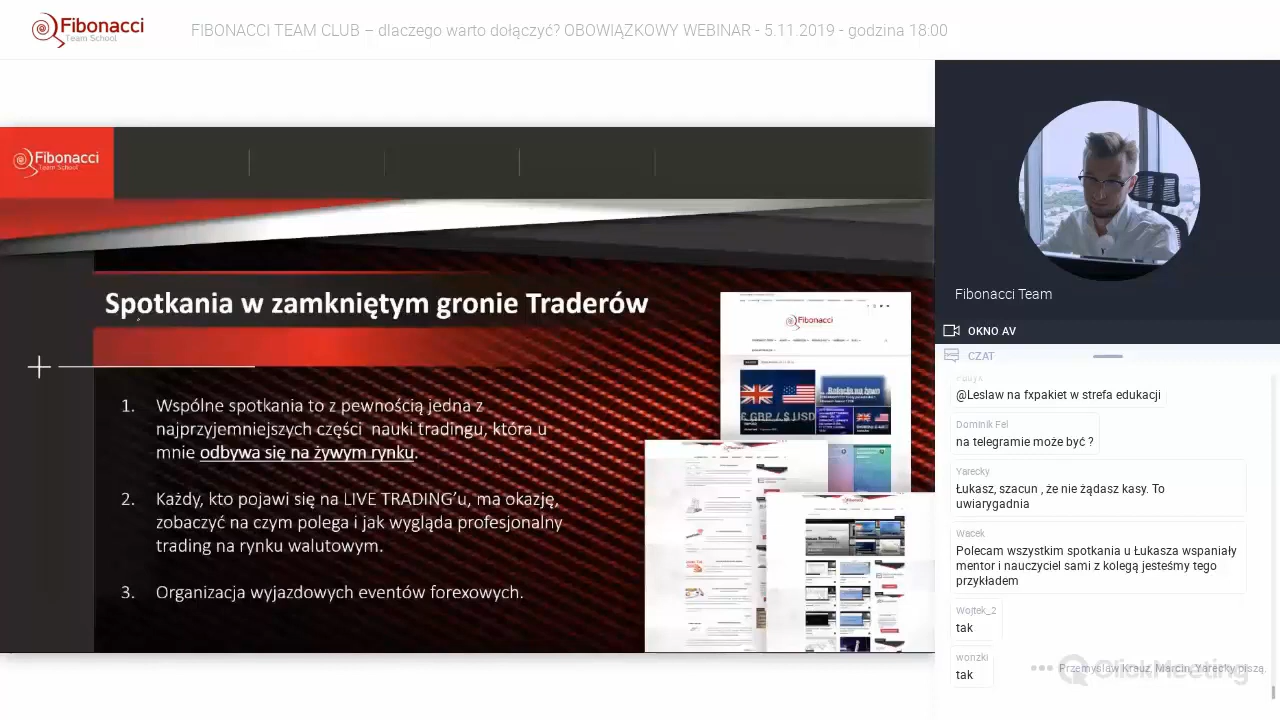 Fibonacci
Team School
FIBONACCI TEAM CLUB – dlaczego warto dołączyć? OBOWIĄZKOWY WEBINAR - 5.11.2019 - godzina 18:00
Fibonacci
Team School
Spotkania w zamkniętym gronie Traderów
1. Wspólne spotkania to z pewnością jedna z
najprzyjemniejszych części nauki tradingu, która u
mnie odbywa się na żywym rynku.
2. Każdy, kto pojawi się na LIVE TRADING'u, ma okazję,
zobaczyć na czym polega i jak wygląda profesjonalny
trading na rynku walutowym.
3. Organizacja wyjazdowych eventów forexowych.
Fibonacci
£ GBP / $ USD
Fibonacci Team
OKNO AV
CZAT
@Leslaw na fxpakiet w strefa edukacji
Dominik Fel
na telegramie może być ?
Yarecky
Łukasz, szacun , że nie żądasz kasy. To
uwiarygadnia
Wacek
Polecam wszystkim spotkania u Łukasza wspaniały
mentor i nauczyciel sami z kolegą jesteśmy tego
przykładem
Wojtek_2
tak
wonzki
tak
Przemysław Krauz, Marcin, Yarecky piszą.
ClickMeeting